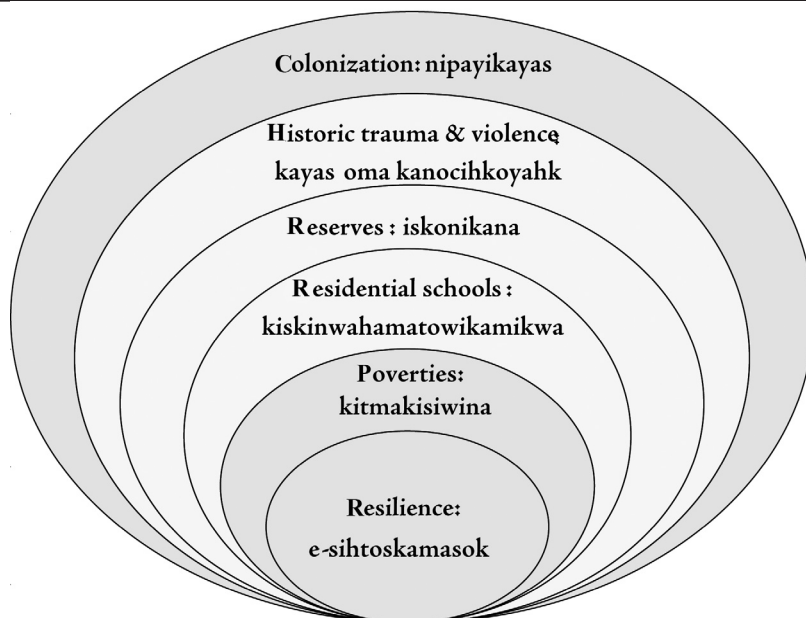 Colonization: nipayikayas
Historic trauma & violence,
kayas oma kanocihkoyahk
Reserves : iskonikana
Residential schools :
kiskinwahamatowikamikwa
Poverties:
kitmakisiwina
Resilience:
e-sihtoskamasok